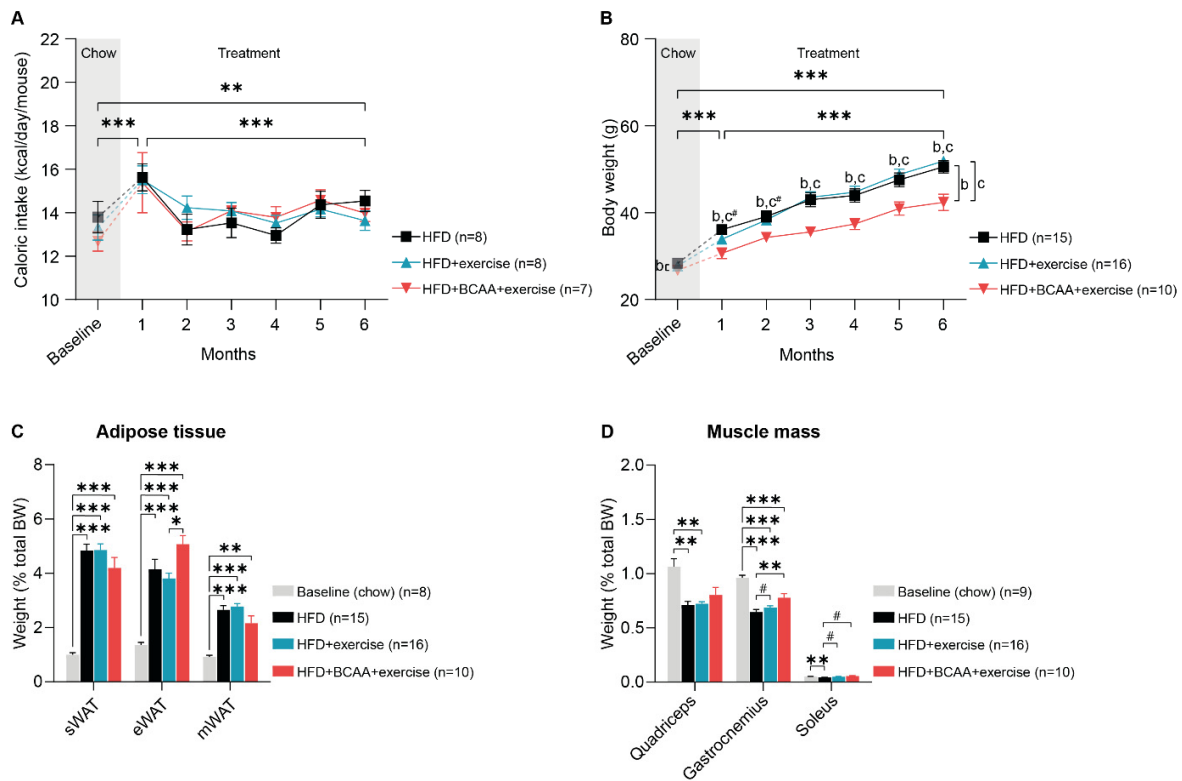 A
Caloric intake (kcal/day/mouse)
22
20
18
16
14
12
10
Chow
Treatment
**
***
***
Baseline
1
2
3
4
5
6
Months
HFD (n=8)
HFD+exercise (n=8)
HFD+BCAA+exercise (n=7)
B
Body weight (g)
80
60
40
20
Chow
Treatment
***
***
***
b,c#
b,c#
b,c
b,c
b,c
b,c
b
c
Baseline
1
2
3
4
5
6
Months
HFD (n=15)
HFD+exercise (n=16)
HFD+BCAA+exercise (n=10)
C
Adipose tissue
Weight (% total BW)
8
6
4
2
0
***
***
***
***
***
***
*
**
***
***
sWAT
eWAT
mWAT
Baseline (chow) (n=8)
HFD (n=15)
HFD+exercise (n=16)
HFD+BCAA+exercise (n=10)
D
Muscle mass
Weight (% total BW)
2.0
1.5
1.0
0.5
0.0
**
**
***
***
***
**
#
#
#
**
Quadriceps
Gastrocnemius
Soleus
Baseline (chow) (n=9)
HFD (n=15)
HFD+exercise (n=16)
HFD+BCAA+exercise (n=10)